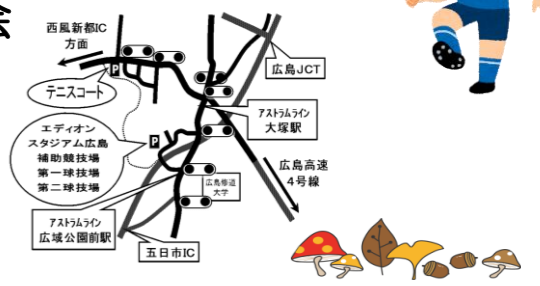 会
西風新都IC
方面
P
テニスコート
広島JCT
アストラムライン
大塚駅
エディオン
スタジアム広島
補助競技場
第一球技場
第二球技場
P
広島高速
4号線
広島修道
大学
アストラムライン
広域公園前駅
五日市IC